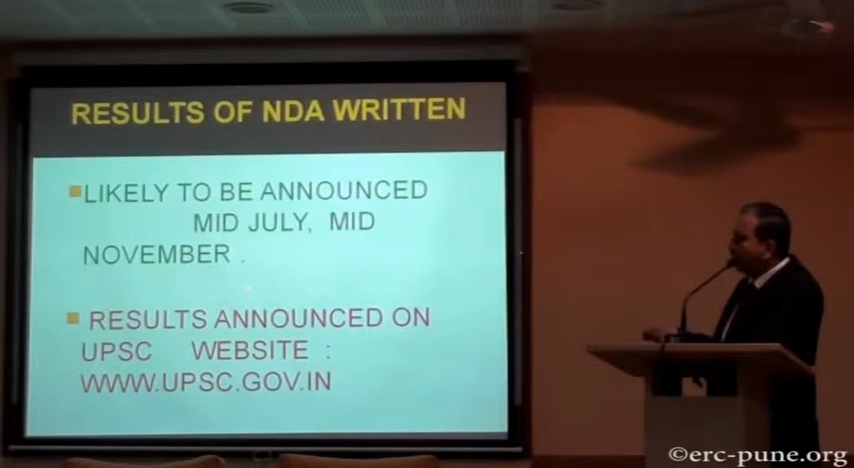 RESULTS OF NDA WRITTEN
LIKELY TO BE ANNOUNCED
MID JULY, MID
NOVEMBER .
RESULTS ANNOUNCED ON
UPSC WEBSITE :
WWW.UPSC.GOV.IN
©erc-pune.org